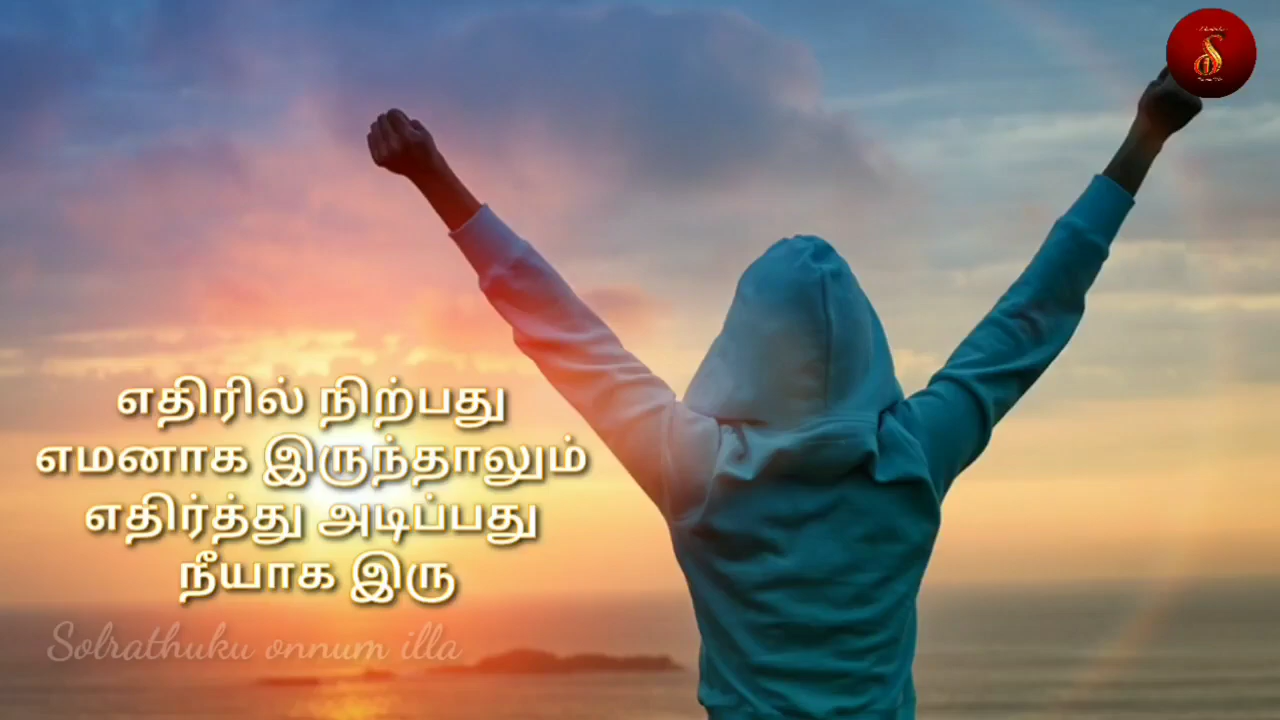 எதிரில் நிற்பது
எமனாக இருந்தாலும்
எதிர்த்து அடிப்பது
நீயாக இரு
Solrathuku onnum illa